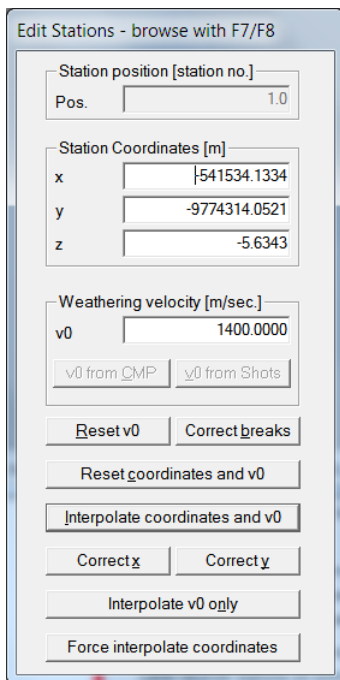 Edit Stations - browse with F7/F8
Station position [station no.]
Pos. 1.0
Station Coordinates [m]
x -541534.1334
y -9774314.0521
z -5.6343
Weathering velocity [m/sec.]
v0 1400.0000
v0 from CMP v0 from Shots
Reset v0 Correct breaks
Reset coordinates and v0
Interpolate coordinates and v0
Correct x Correct y
Interpolate v0 only
Force interpolate coordinates